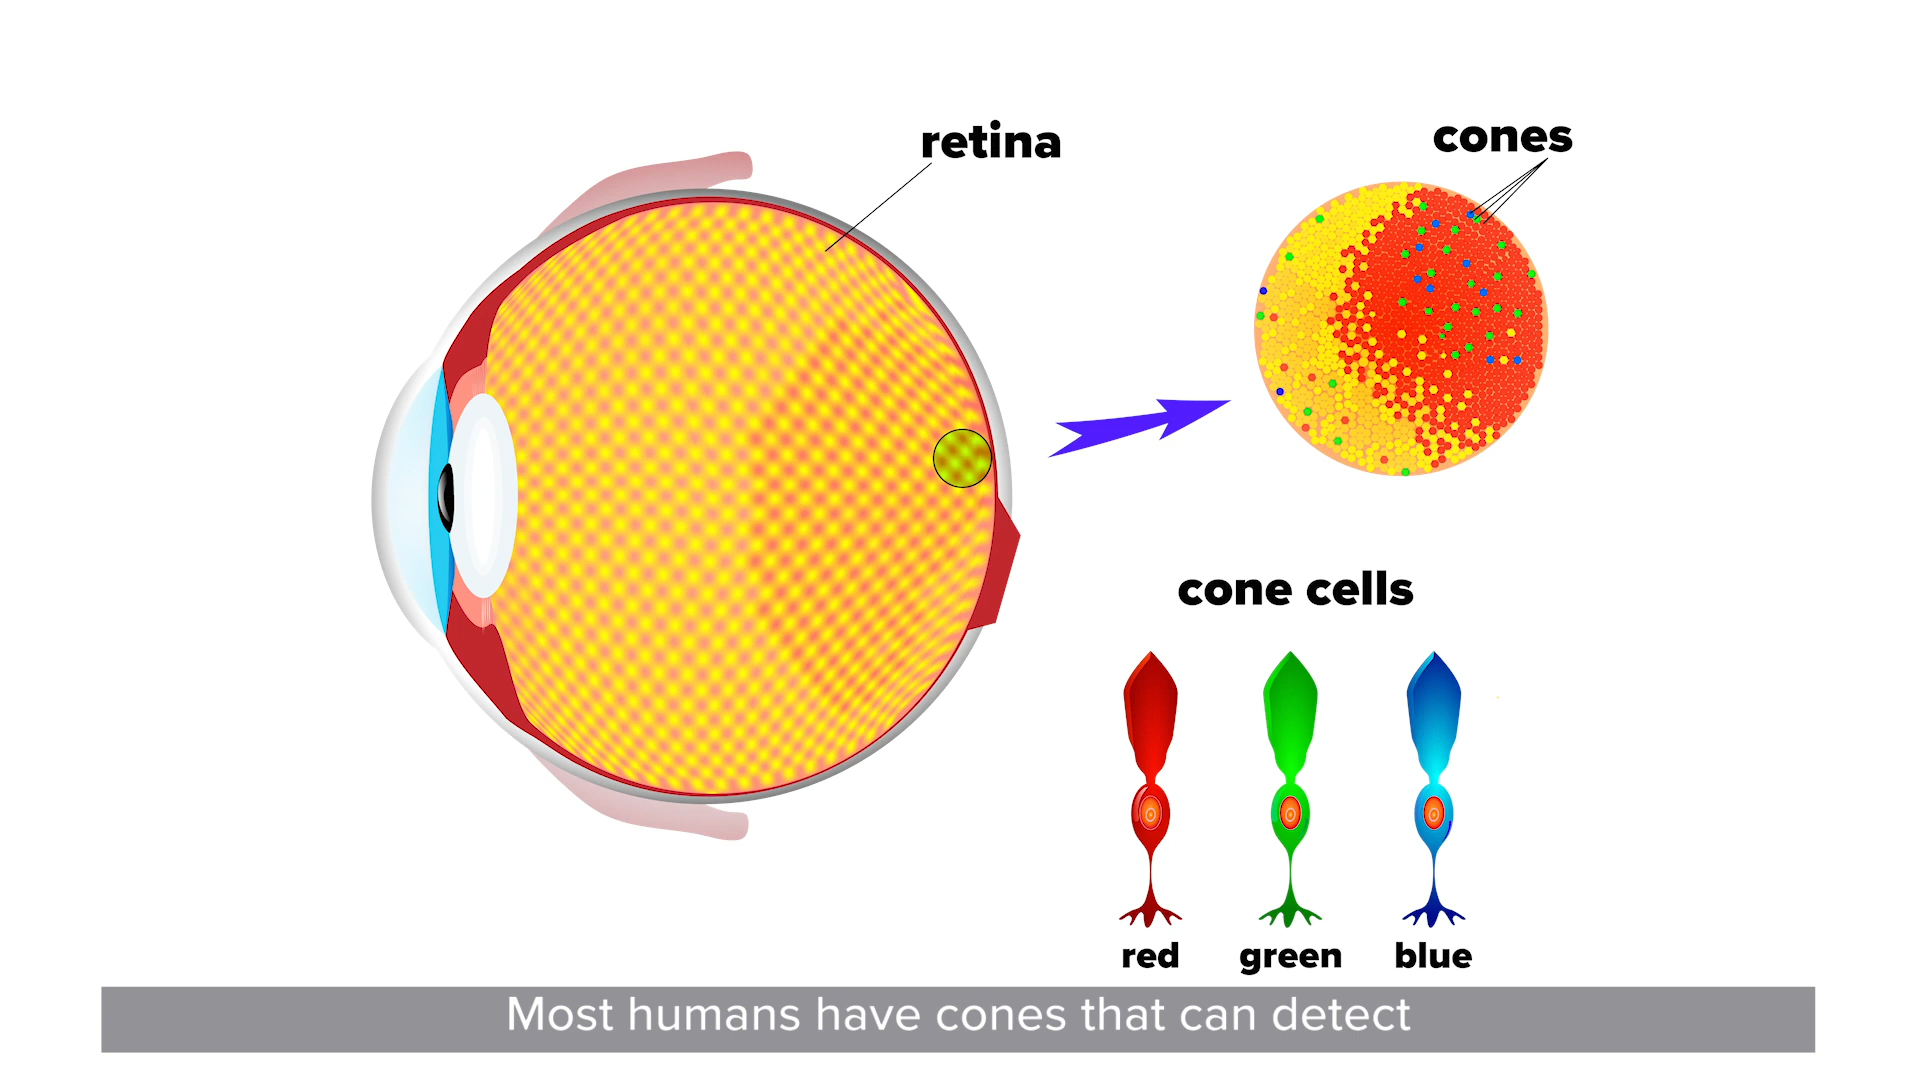 retina
cones
cone cells
red green blue
Most humans have cones that can detect